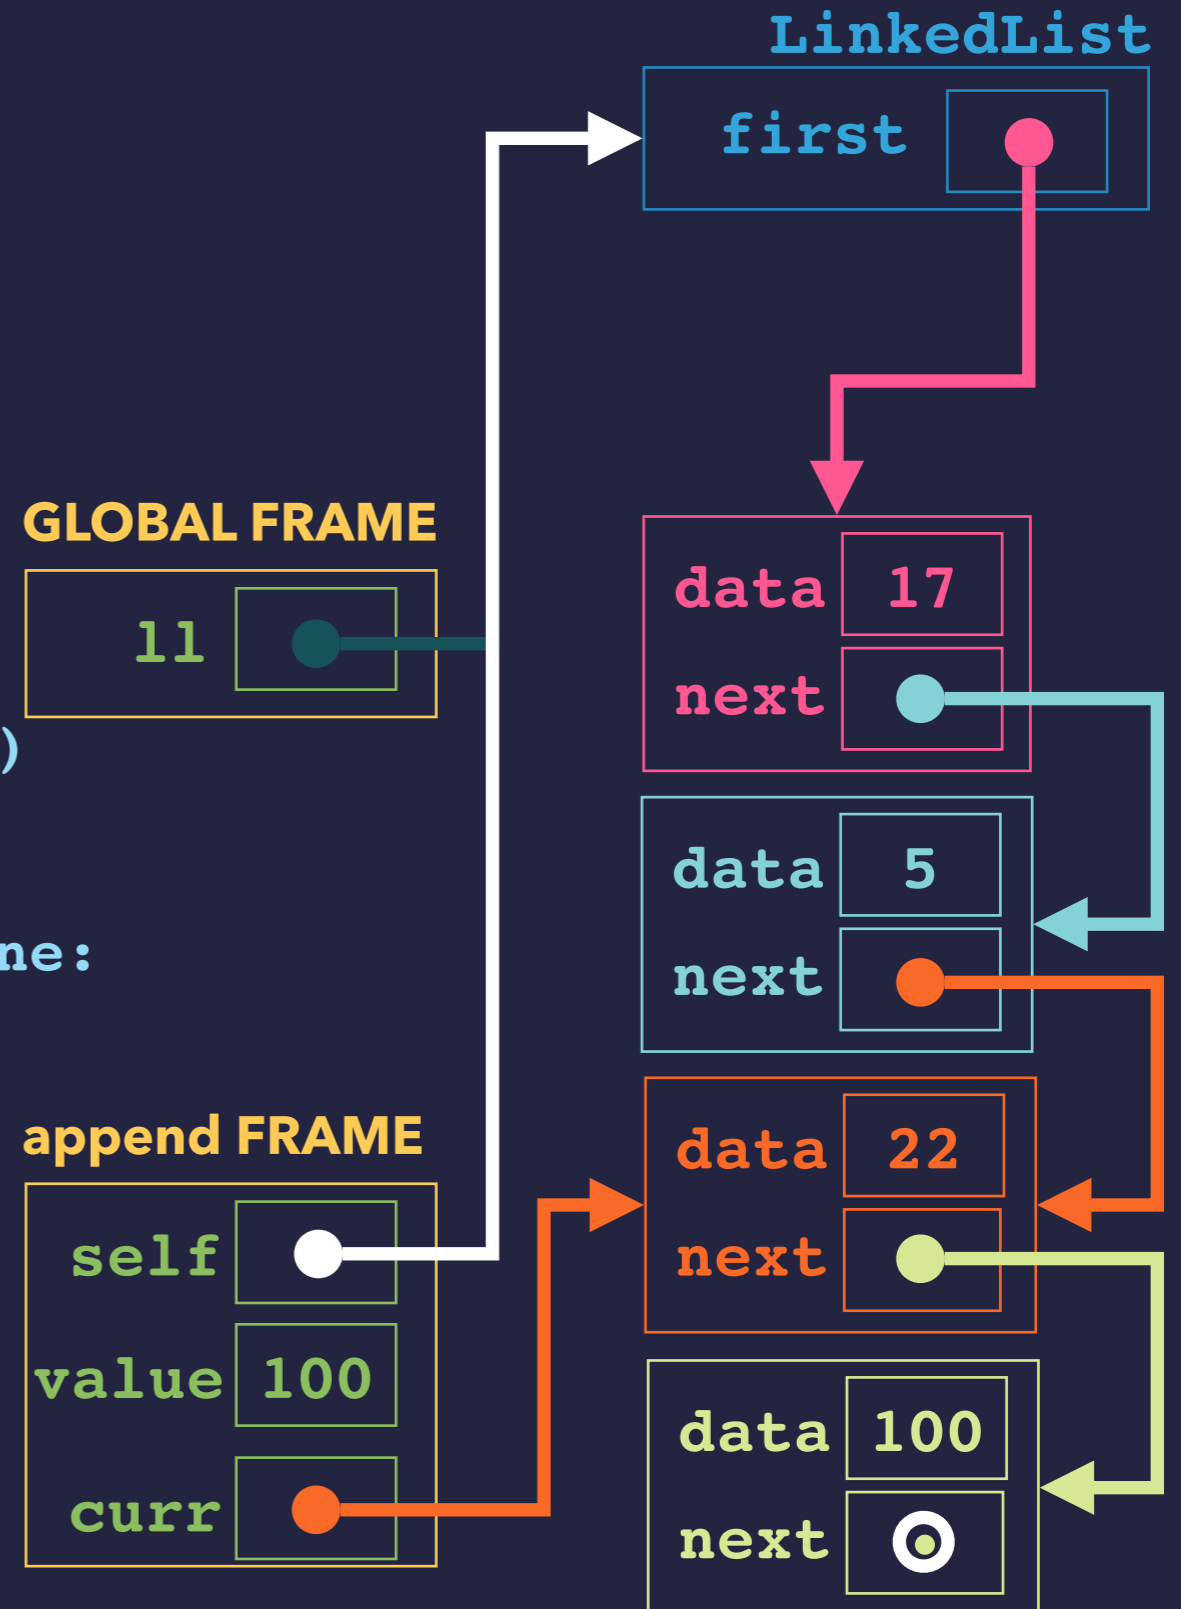 LinkedList
first
GLOBAL FRAME
ll
)
ne:
append FRAME
self
value 100
curr
data 17
next
data 5
next
data 22
next
data 100
next